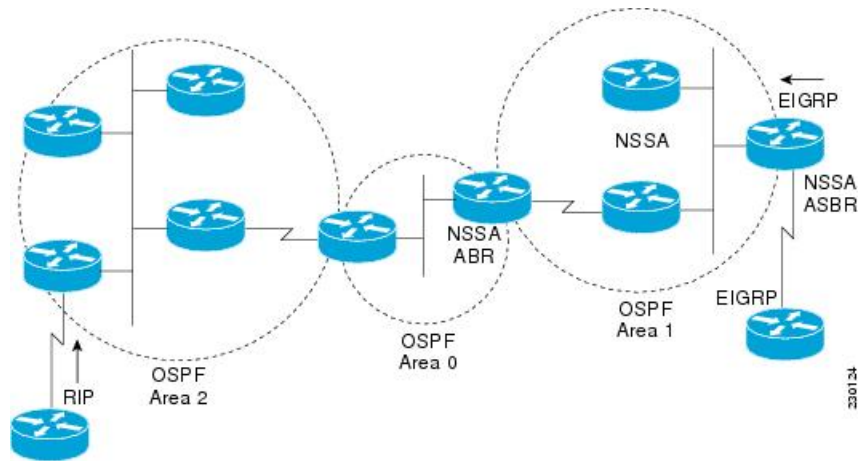 EIGRP
NSSA
NSSA
ASBR
NSSA
ABR
EIGRP
OSPF
Area 1
OSPF
Area 0
OSPF
Area 2
RIP
230124